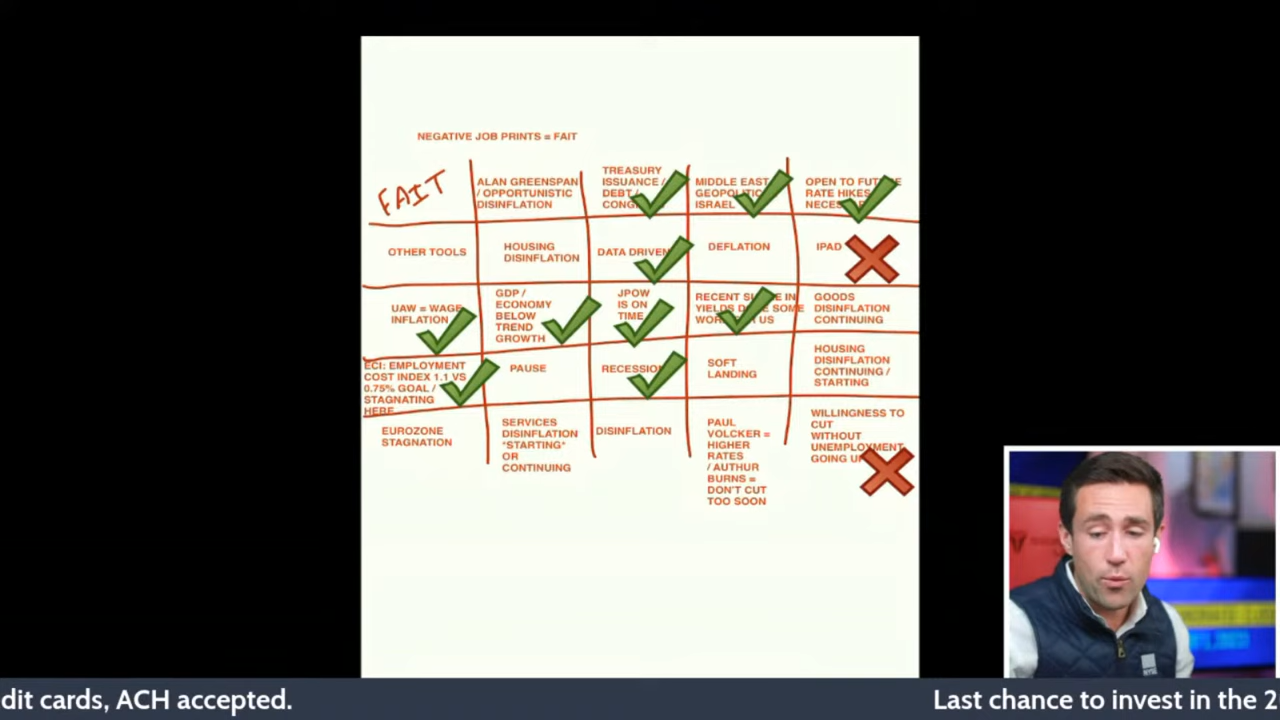 NEGATIVE JOB PRINTS = FAIT
FAIT
ALAN GREENSPAN
/ OPPORTUNISTIC
DISINFLATION
TREASURY
ISSUANCE /
DEBT /
MIDDLE EAST
ISRAEL
OPEN TO
RATE HIKES
OTHER TOOLS
HOUSING
DISINFLATION
DATA DRIVEN
DEFLATION
IPAD
UAW = WAGE
INFLATION
GDP /
ECONOMY
BELOW
TREND
GROWTH
JPOW
IS ON
TIME
RECENT IN
YIELDS SOME
US
GOODS
DISINFLATION
CONTINUING
ECI: EMPLOYMENT
COST INDEX 1.1 VS
0.75% GOAL /
STAGNATING
HERE
PAUSE
RECESSION
SOFT
LANDING
HOUSING
DISINFLATION
CONTINUING /
STARTING
EUROZONE
STAGNATION
SERVICES
DISINFLATION
*STARTING*
OR
CONTINUING
DISINFLATION
PAUL
VOLCKER =
HIGHER
RATES
/ AUTHUR
BURNS =
DON'T CUT
TOO SOON
WILLINGNESS TO
CUT
WITHOUT
UNEMPLOYMENT
GOING
dit cards, ACH accepted.
Last chance to invest in the 2